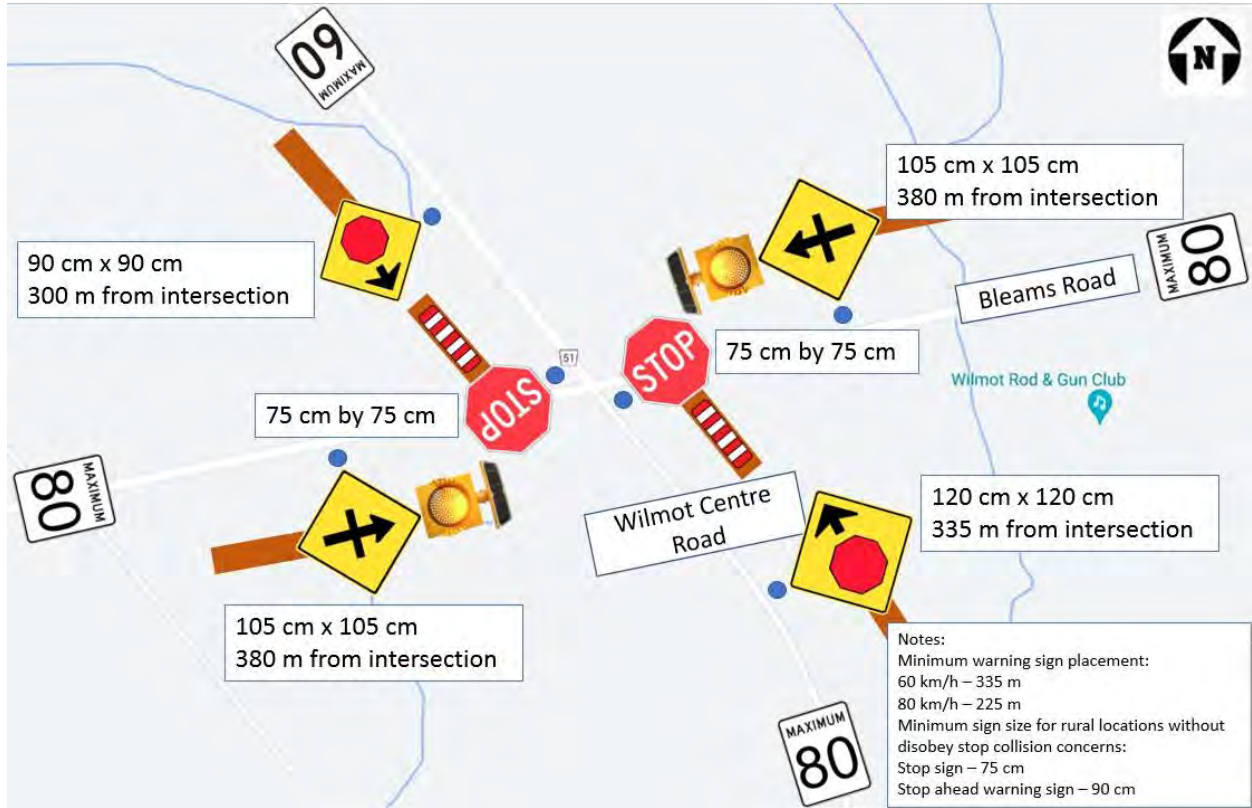 MAXIMUM
60
N
105 cm x 105 cm
380 m from intersection
90 cm x 90 cm
300 m from intersection
MAXIMUM
80
Bleams Road
51
STOP
75 cm by 75 cm
Wilmot Rod & Gun Club
STOP
75 cm by 75 cm
MAXIMUM
80
Wilmot Centre
Road
120 cm x 120 cm
335 m from intersection
105 cm x 105 cm
380 m from intersection
MAXIMUM
80
Notes:
Minimum warning sign placement:
60 km/h – 335 m
80 km/h – 225 m
Minimum sign size for rural locations without
disobey stop collision concerns:
Stop sign – 75 cm
Stop ahead warning sign – 90 cm